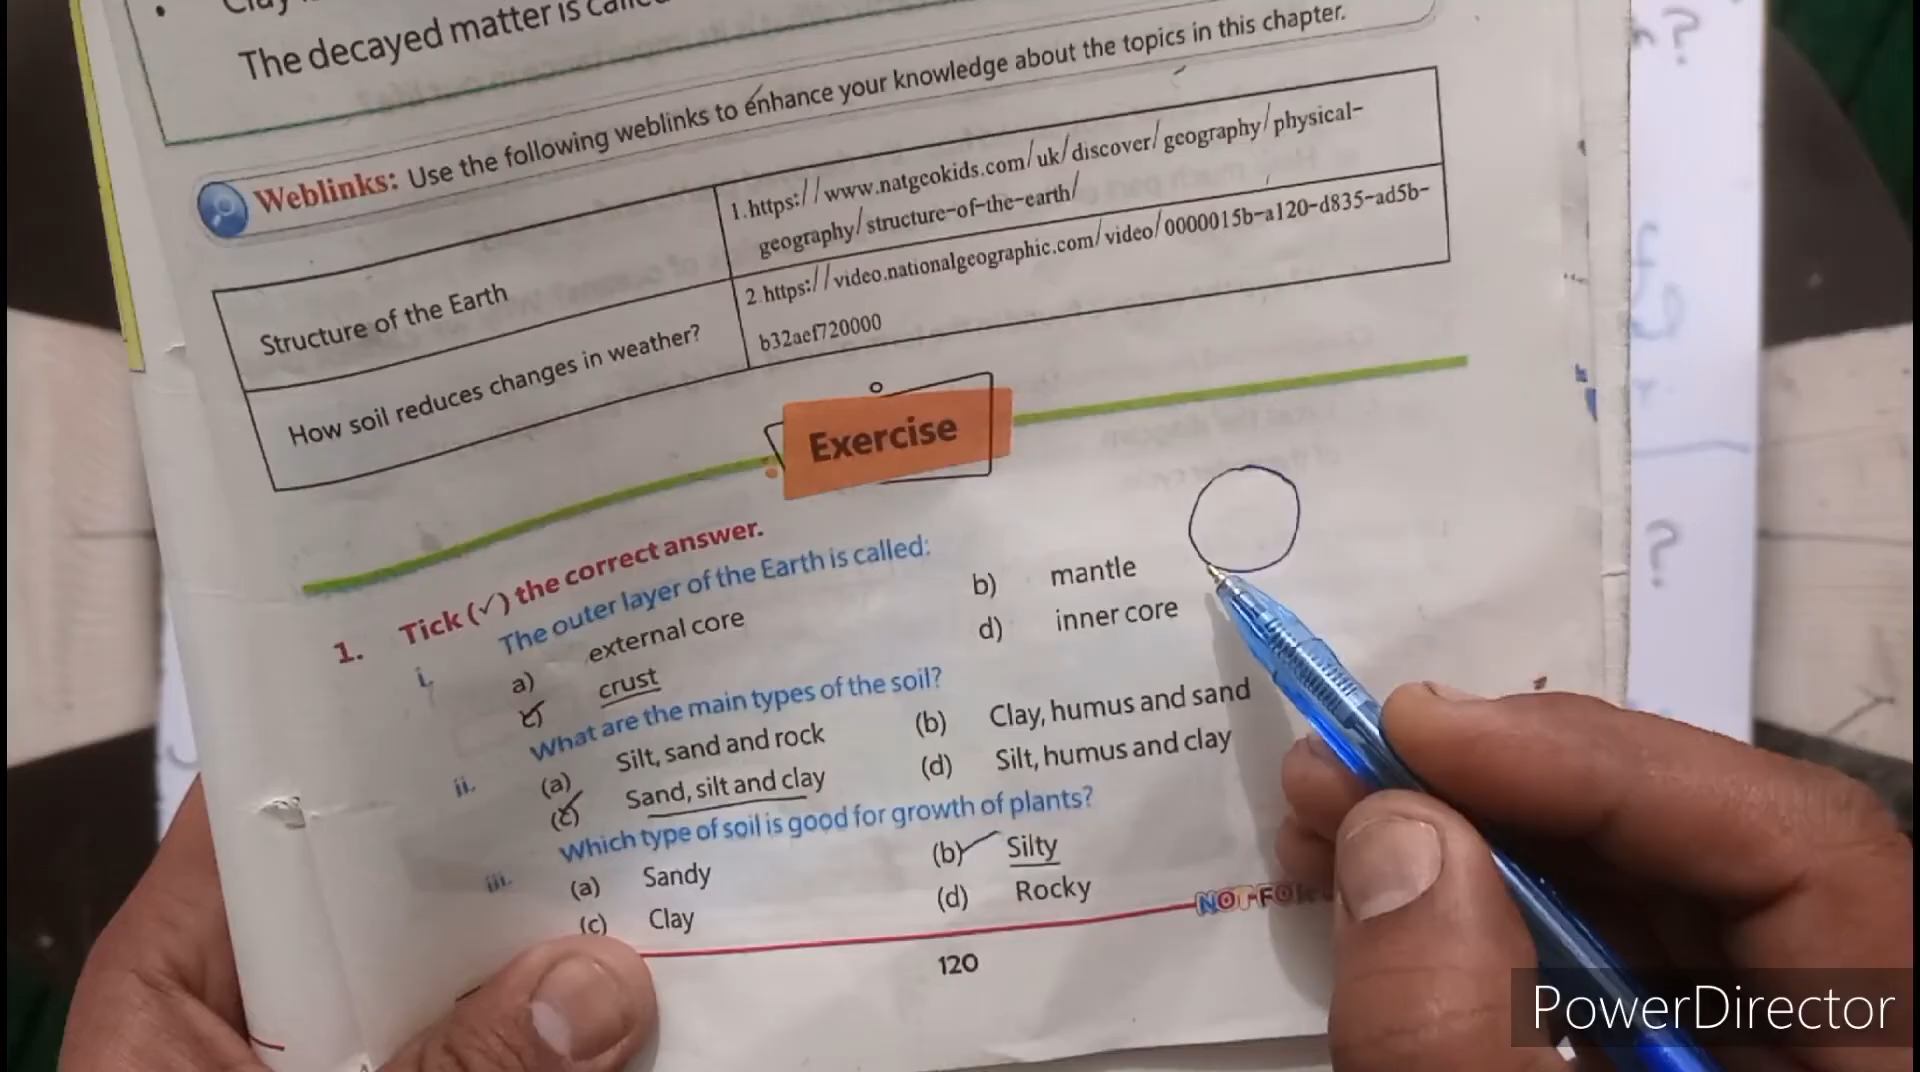 The decayed matter is
Weblinks: Use the following weblinks to enhance your knowledge about the topics in this chapter.
Structure of the Earth
1.https://www.natgeokids.com/uk/discover/geography/physical-
geography/structure-of-the-earth/
How soil reduces changes in weather?
2.https://video.nationalgeographic.com/video/0000015b-a120-d835-ad5b-
b32aef720000
Exercise
1. Tick (✓) the correct answer.
i. The outer layer of the Earth is called:
a) external core b) mantle
c) crust d) inner core
ii. What are the main types of the soil?
(a) Silt, sand and rock (b) Clay, humus and sand
(c) Sand, silt and clay (d) Silt, humus and clay
iii. Which type of soil is good for growth of plants?
(a) Sandy (b) Silty
(c) Clay (d) Rocky
NOT
120
PowerDirector